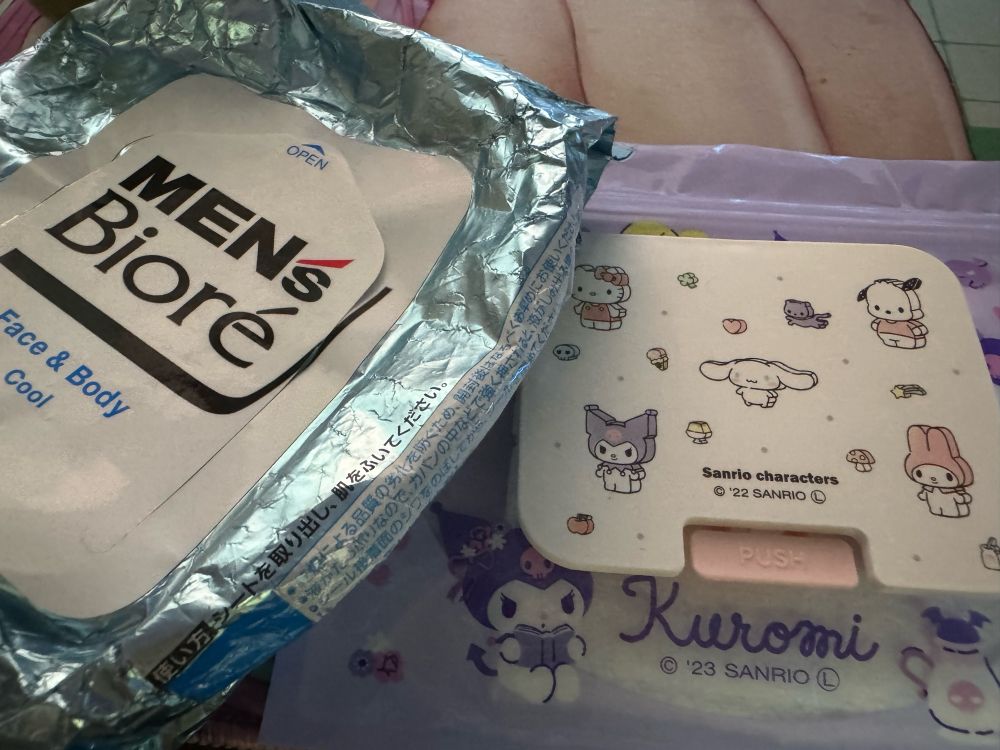 OPEN
MEN's
Bioré
Face & Body
Cool
使い方 シートを取り出し、肌をふいてください。
Sanrio characters
© '22 SANRIO Ⓛ
PUSH
Kuromi
© '23 SANRIO Ⓛ